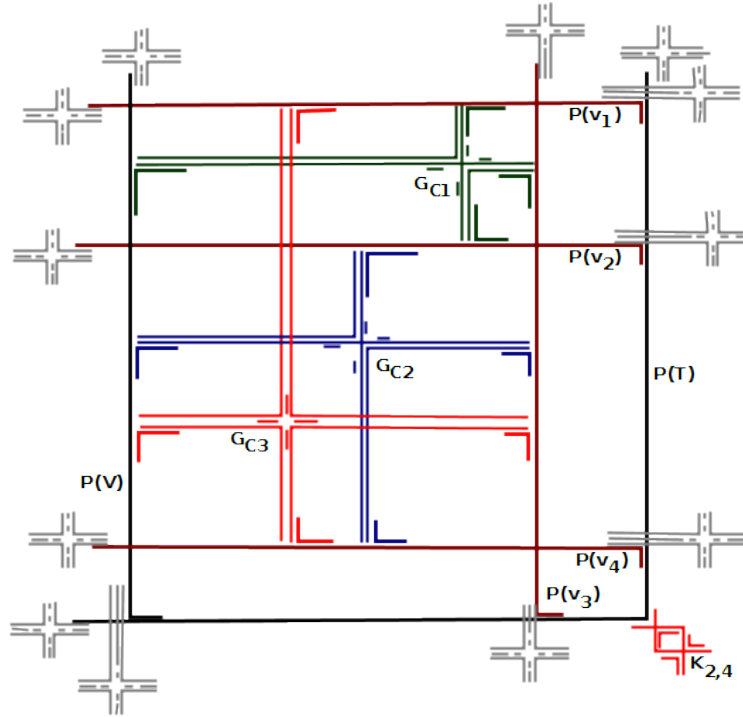 P(v₁)
G_C1
P(v₂)
G_C2
P(T)
G_C3
P(V)
P(v₄)
P(v₃)
K₂,₄